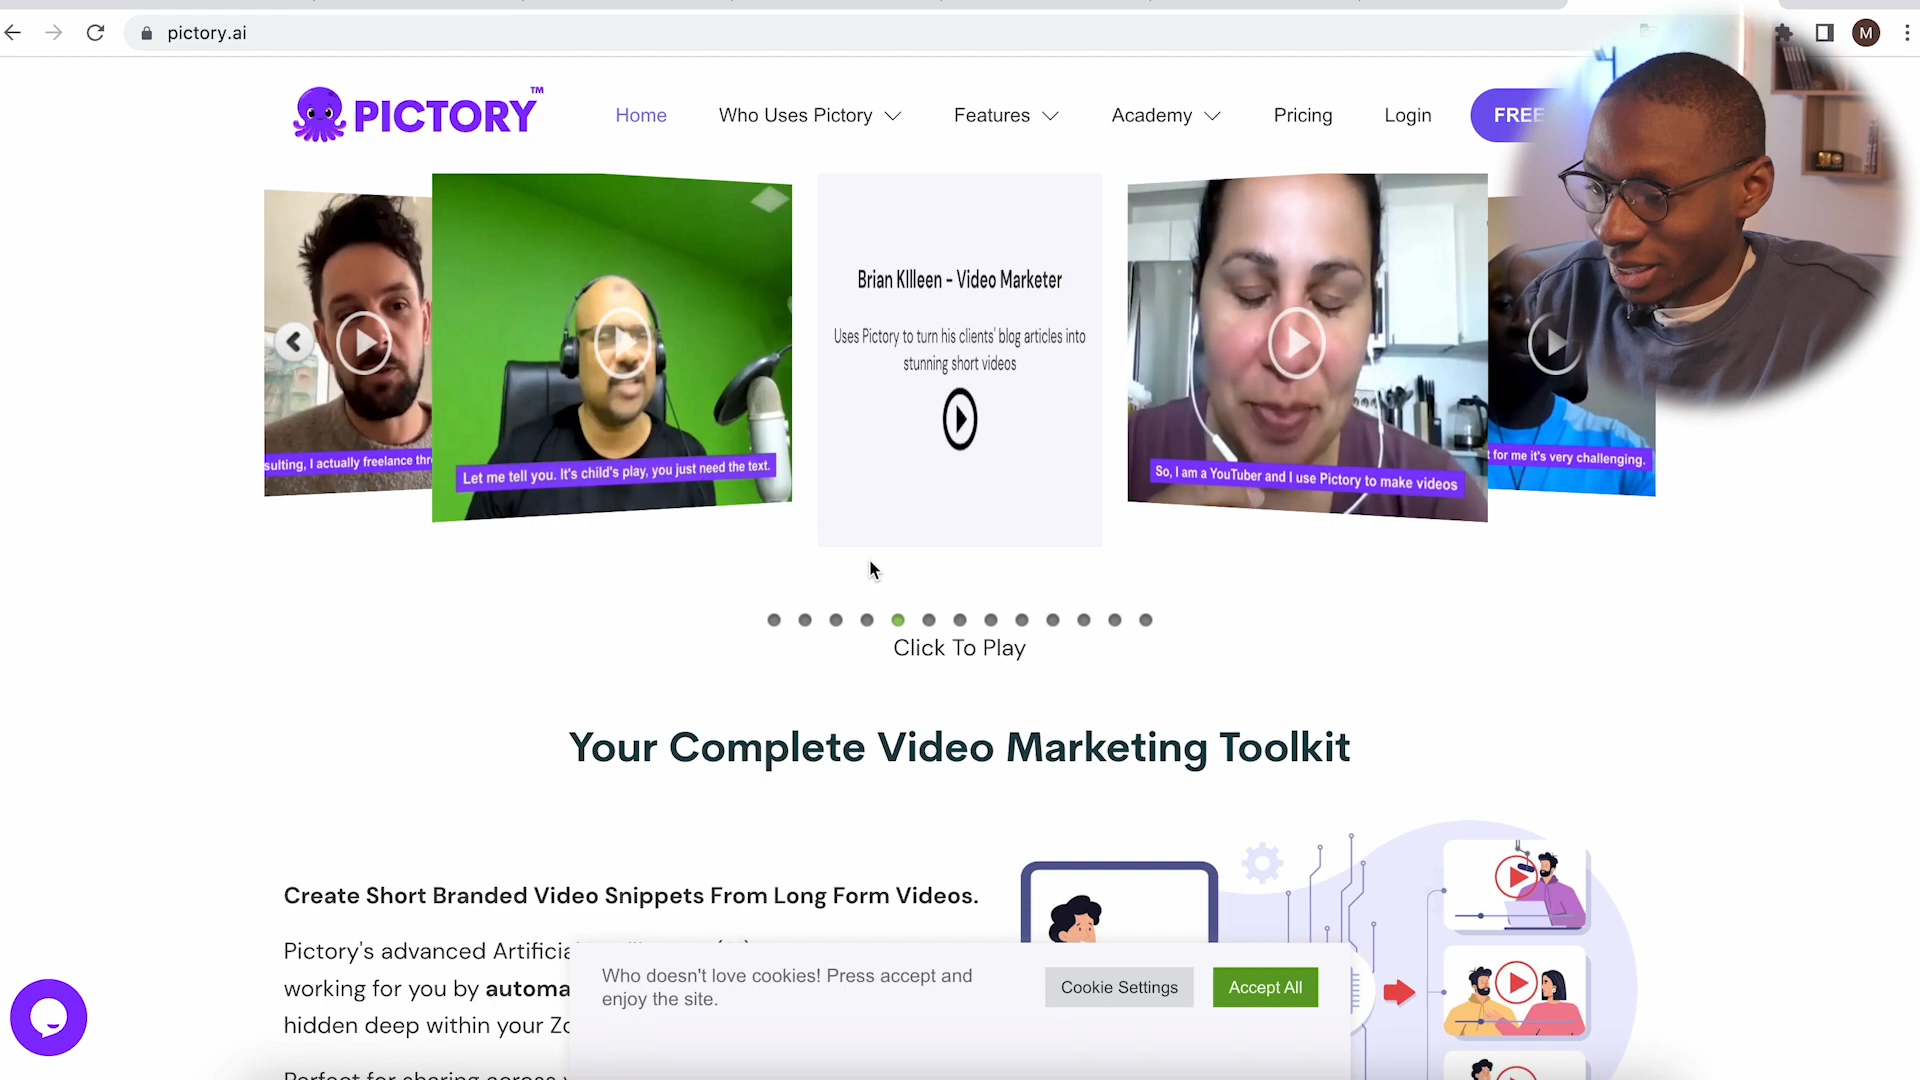 pictory.ai
M
PICTORY™
Home
Who Uses Pictory
Features
Academy
Pricing
Login
FREE
sulting, I actually freelance thr
Let me tell you. It's child's play, you just need the text.
Brian KIlleen - Video Marketer
Uses Pictory to turn his clients' blog articles into
stunning short videos
So, I am a YouTuber and I use Pictory to make videos
for me it's very challenging.
Click To Play
Your Complete Video Marketing Toolkit
Create Short Branded Video Snippets From Long Form Videos.
Pictory's advanced Artificia
working for you by automa
hidden deep within your Zo
Who doesn't love cookies! Press accept and
enjoy the site.
Cookie Settings
Accept All